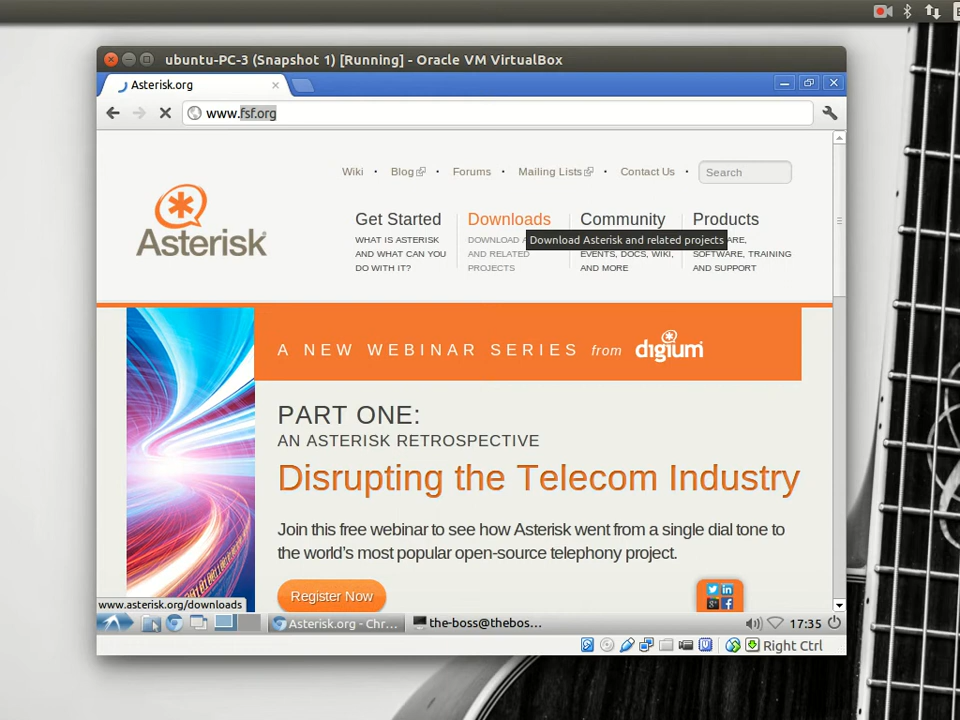 ubuntu-PC-3 (Snapshot 1) [Running] - Oracle VM VirtualBox
Asterisk.org
www.fsf.org
Wiki • Blog • Forums • Mailing Lists • Contact Us • Search
Asterisk
Get Started
WHAT IS ASTERISK
AND WHAT CAN YOU
DO WITH IT?
Downloads
DOWNLOAD
AND RELATED
PROJECTS
Download Asterisk and related projects
Community
EVENTS, DOCS, WIKI,
AND MORE
Products
SOFTWARE, TRAINING
AND SUPPORT
A NEW WEBINAR SERIES from digium
PART ONE:
AN ASTERISK RETROSPECTIVE
Disrupting the Telecom Industry
Join this free webinar to see how Asterisk went from a single dial tone to
the world's most popular open-source telephony project.
Register Now
www.asterisk.org/downloads
Asterisk.org - Chr...
the-boss@thebos...
17:35
Right Ctrl